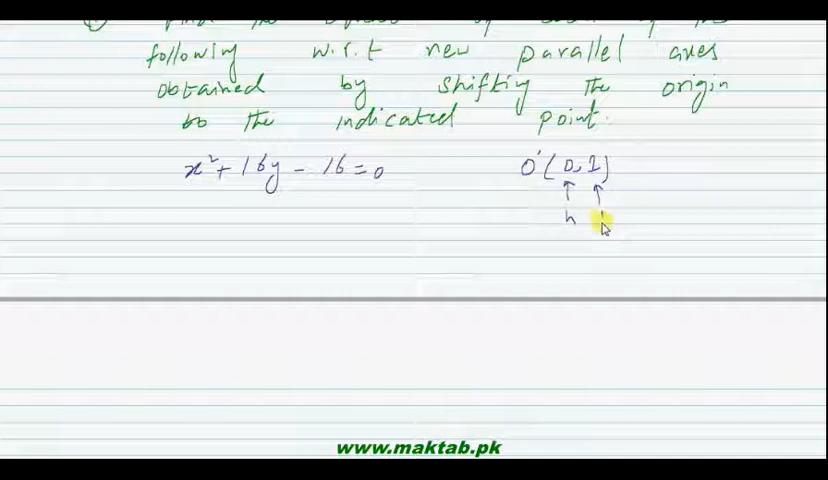 following w.r.t new parallel axes
obtained by shifting the origin
to the indicated point.
x² + 16y - 16 = 0 O'(0,1)
h
www.maktab.pk